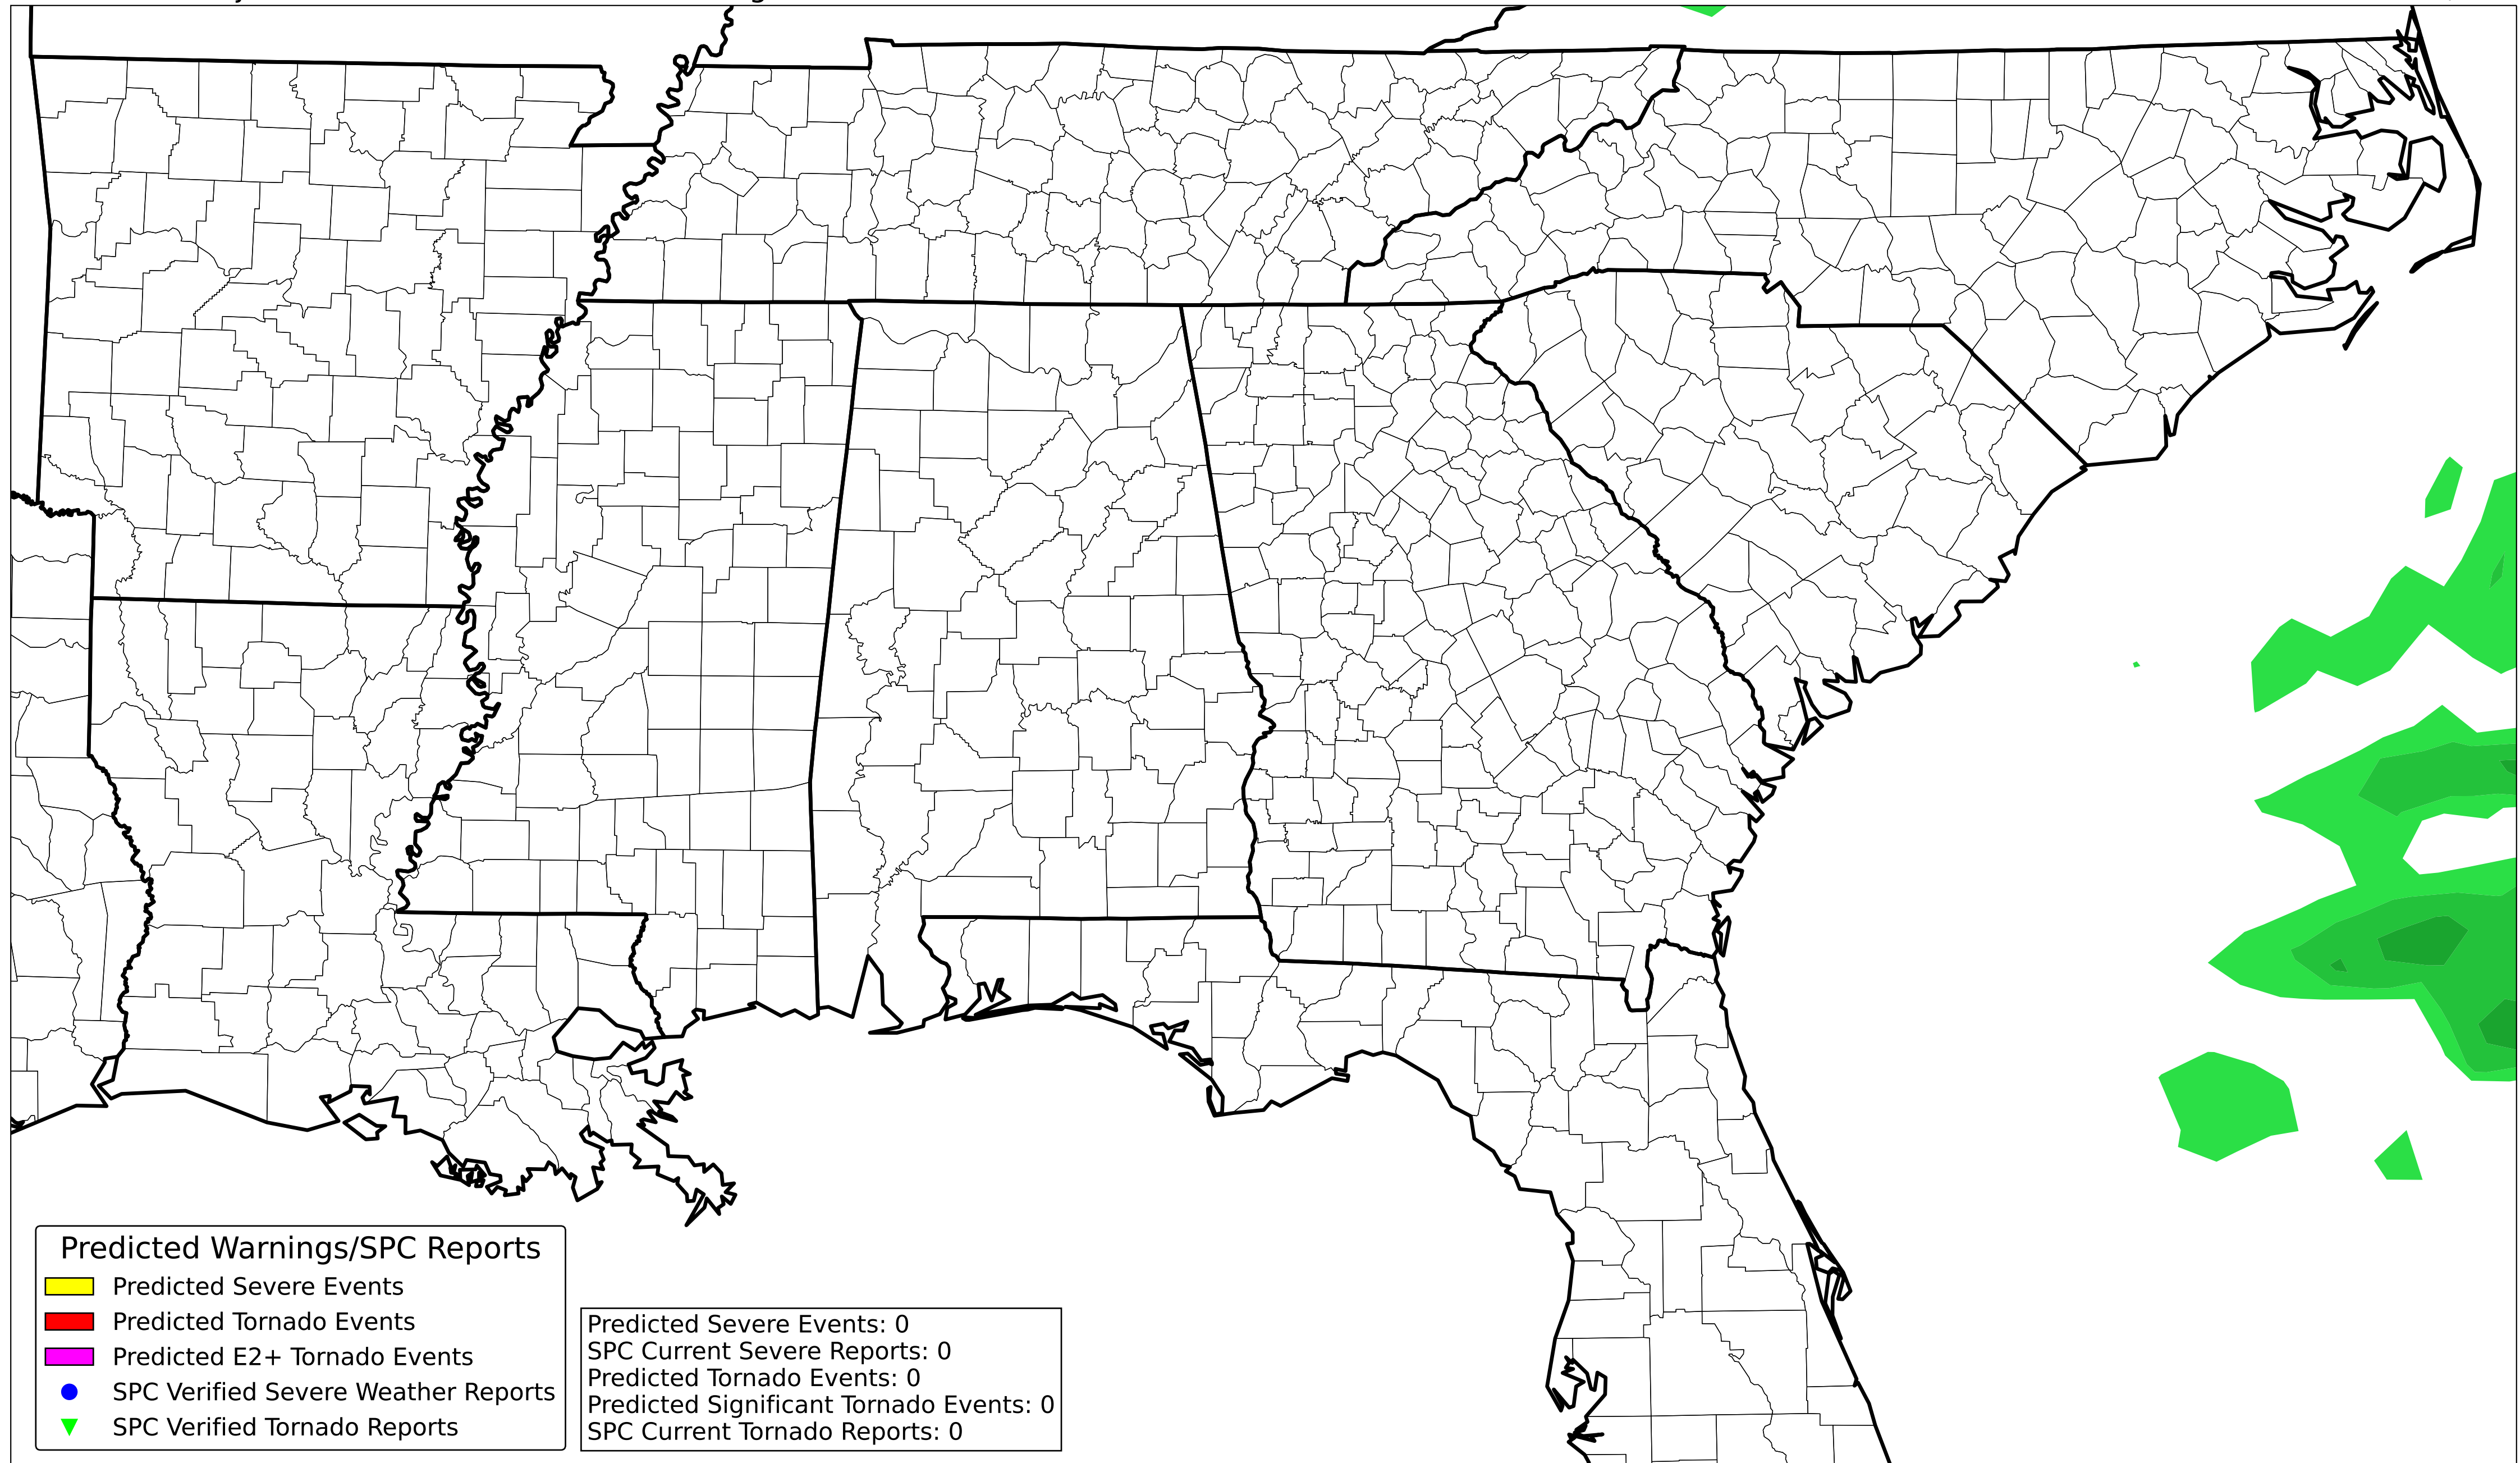 Predicted Warnings/SPC Reports
Predicted Severe Events
Predicted Tornado Events
Predicted E2+ Tornado Events
SPC Verified Severe Weather Reports
SPC Verified Tornado Reports
Predicted Severe Events: 0
SPC Current Severe Reports: 0
Predicted Tornado Events: 0
Predicted Significant Tornado Events: 0
SPC Current Tornado Reports: 0